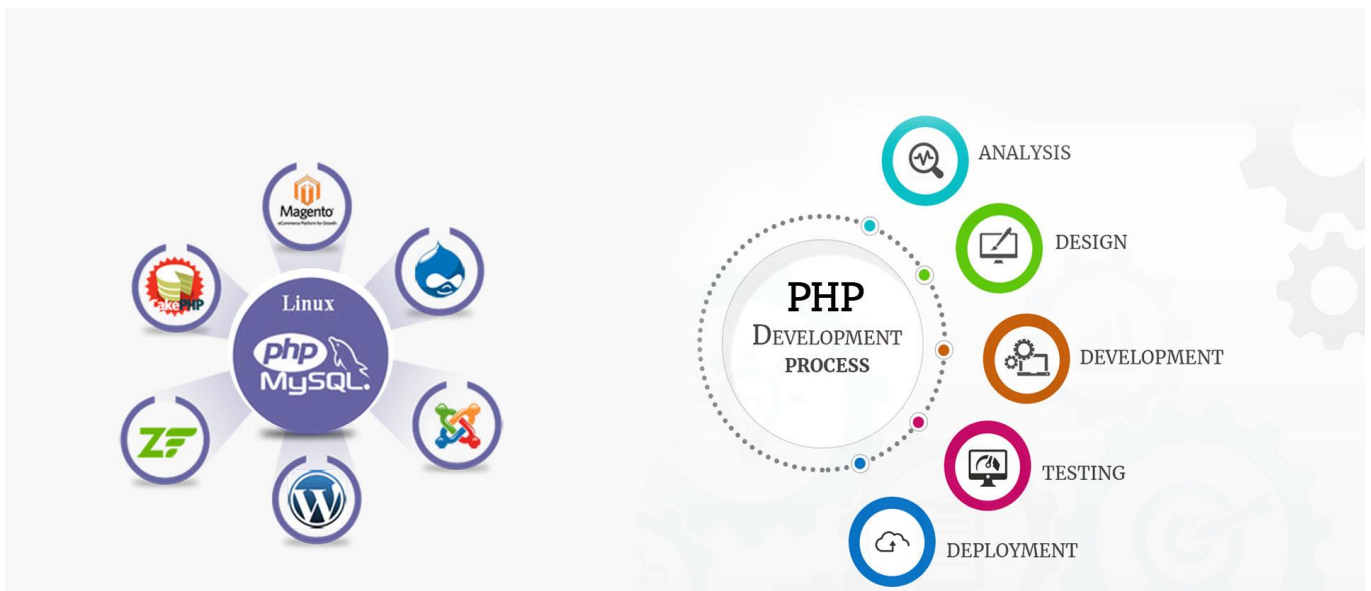 Magento
eCommerce Platform for Growth
CakePHP
Linux
php
MySQL.
ZF
W
PHP
DEVELOPMENT
PROCESS
ANALYSIS
DESIGN
DEVELOPMENT
TESTING
DEPLOYMENT